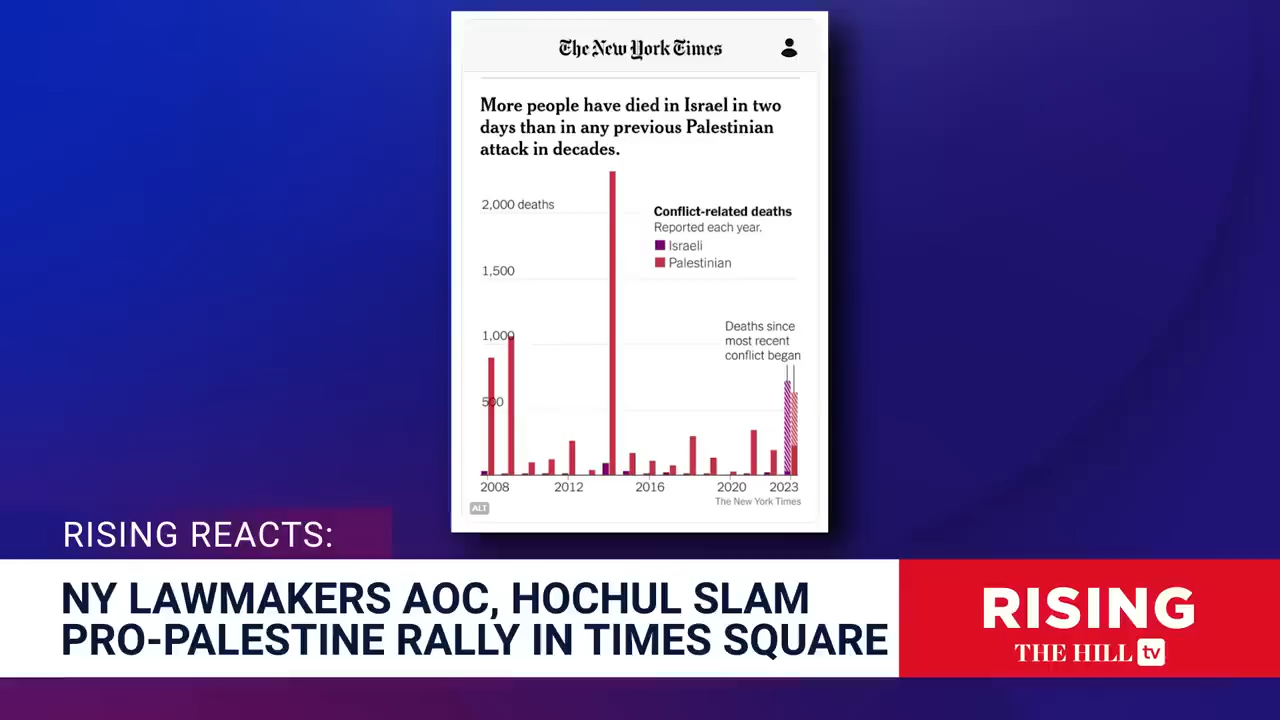 The New York Times
More people have died in Israel in two
days than in any previous Palestinian
attack in decades.
2,000 deaths
Conflict-related deaths
Reported each year.
Israeli
Palestinian
1,500
Deaths since
most recent
conflict began
1,000
500
2008
2012
2016
2020
2023
The New York Times
ALT
RISING REACTS:
NY LAWMAKERS AOC, HOCHUL SLAM
PRO-PALESTINE RALLY IN TIMES SQUARE
RISING
THE HILL tv